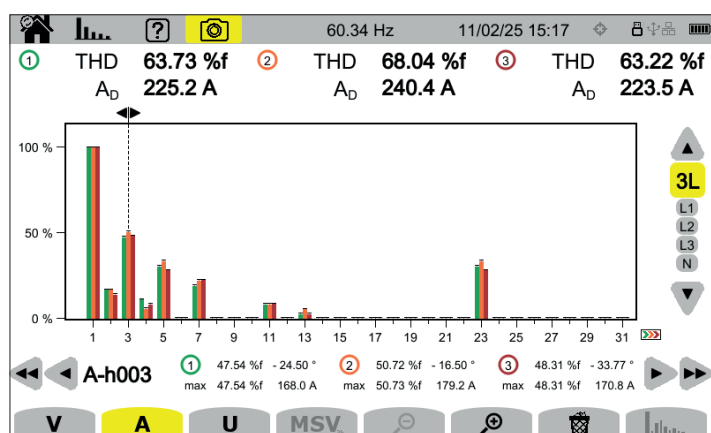 ? 60.34 Hz 11/02/25 15:17
1 THD 63.73 %f 2 THD 68.04 %f 3 THD 63.22 %f
AD 225.2 A AD 240.4 A AD 223.5 A
100 %
50 %
0 %
1 3 5 7 9 11 13 15 17 19 21 23 25 27 29 31
3L
L1
L2
L3
N
A-h003
1 47.54 %f - 24.50 ° 2 50.72 %f - 16.50 ° 3 48.31 %f - 33.77 °
max 47.54 %f 168.0 A max 50.73 %f 179.2 A max 48.31 %f 170.8 A
V A U MSV